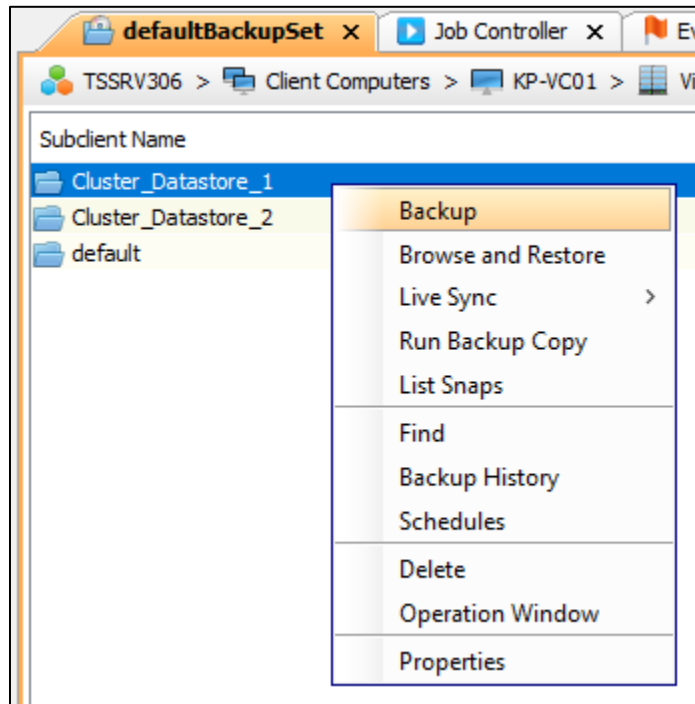 defaultBackupSet X Job Controller X
TSSRV306 > Client Computers > KP-VC01 >
Subclient Name
Cluster_Datastore_1
Cluster_Datastore_2
default
Backup
Browse and Restore
Live Sync >
Run Backup Copy
List Snaps
Find
Backup History
Schedules
Delete
Operation Window
Properties